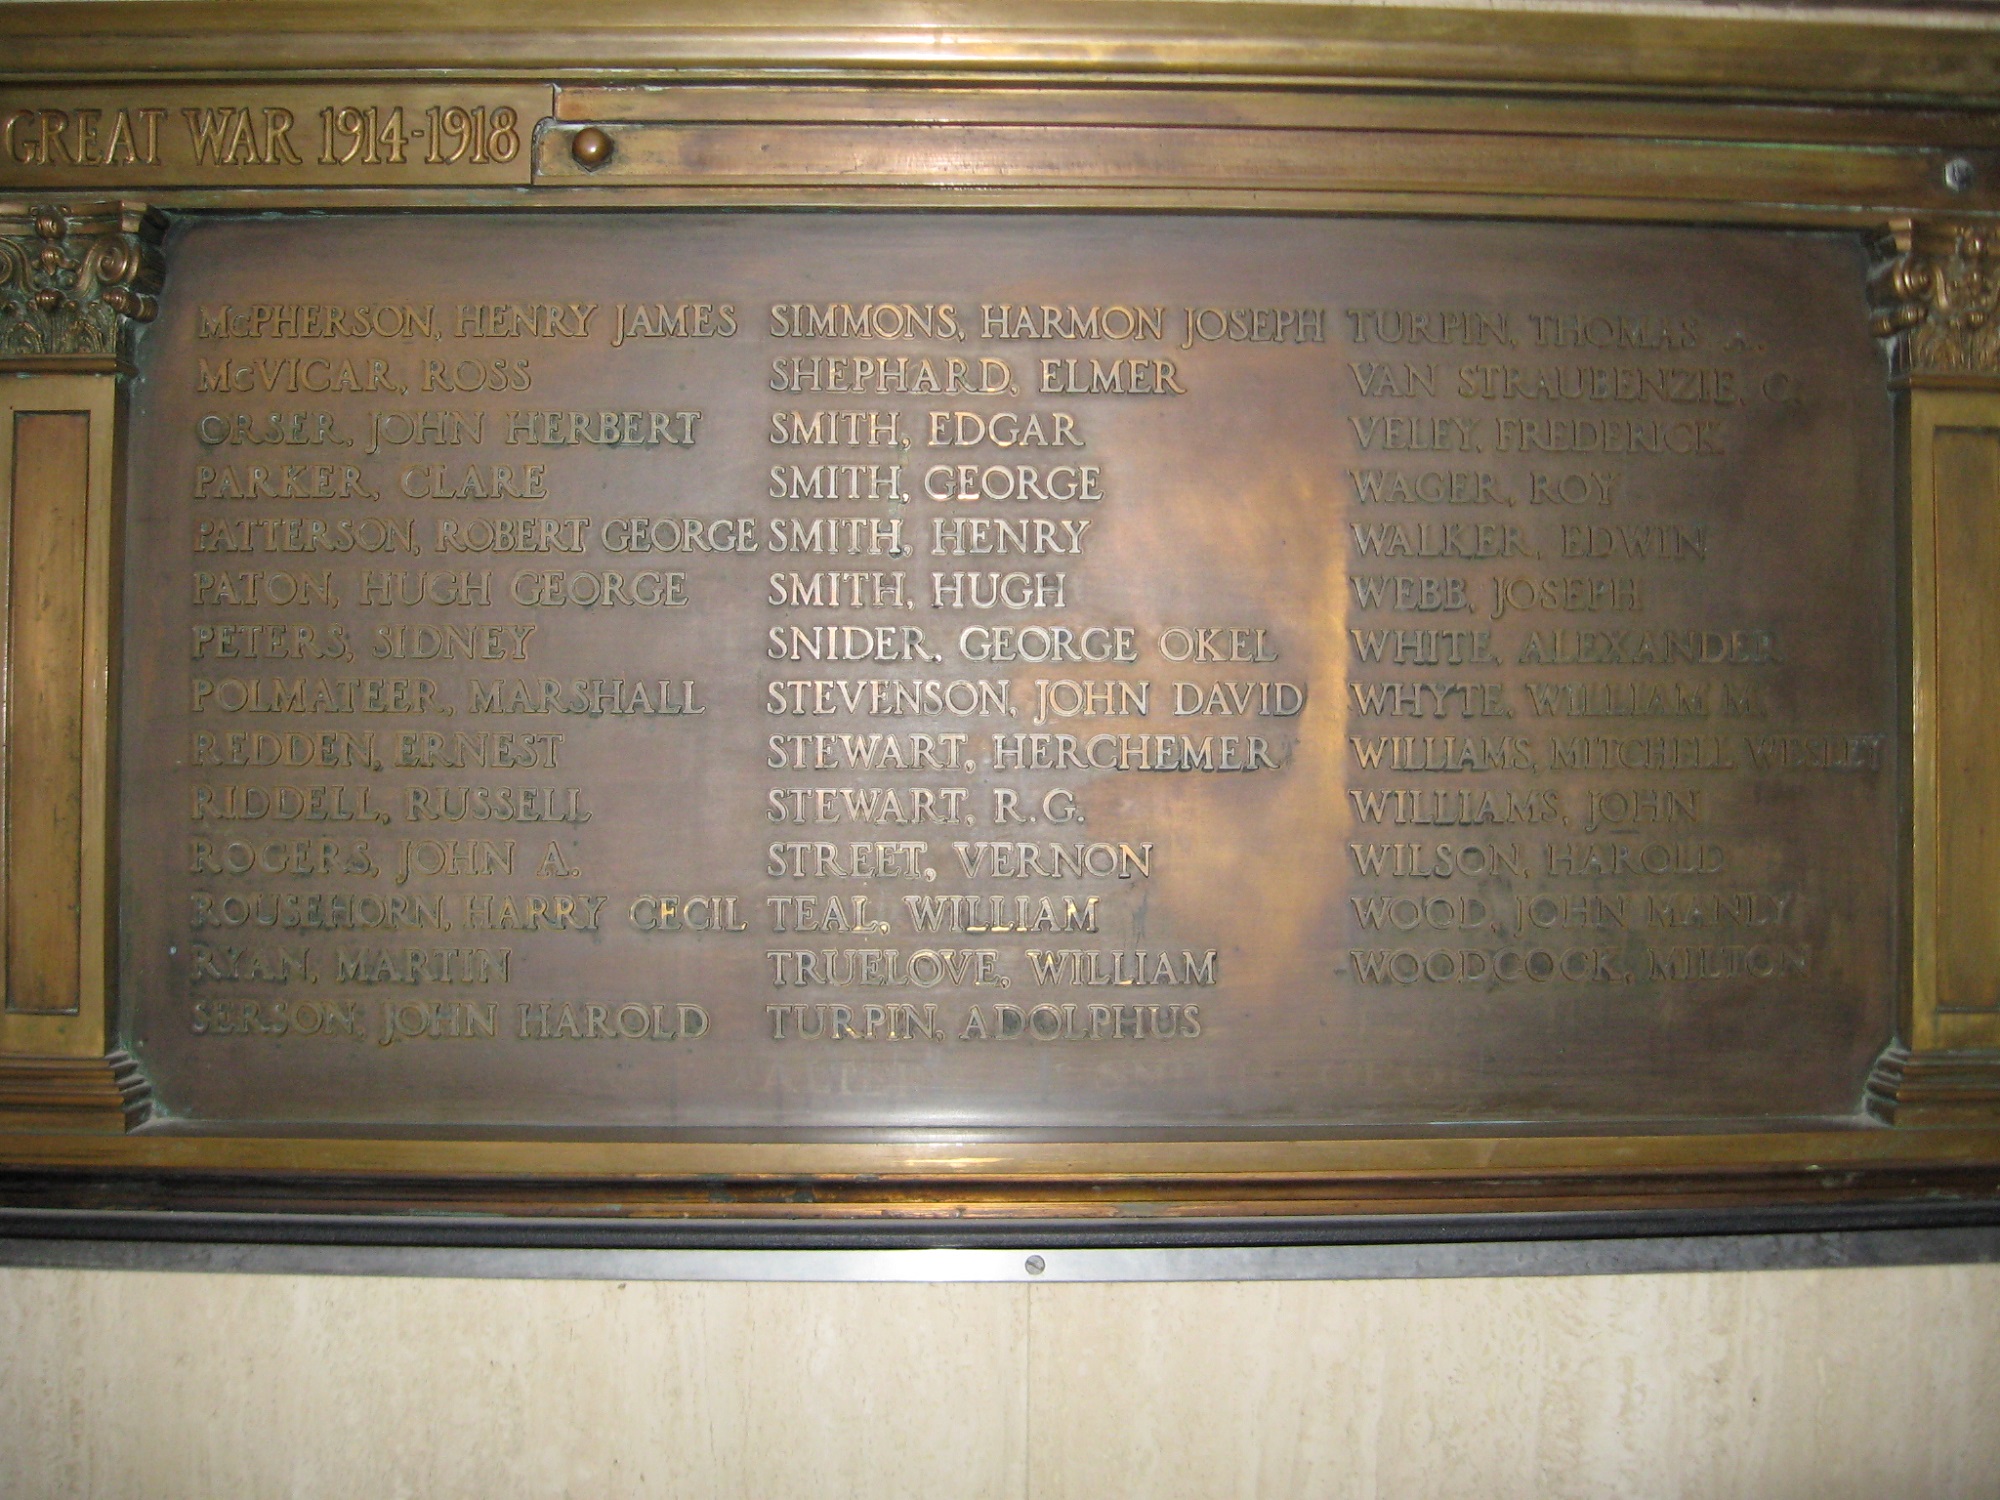 GREAT WAR 1914-1918
McPHERSON, HENRY JAMES
McVICAR, ROSS
ORSER, JOHN HERBERT
PARKER, CLARE
PATTERSON, ROBERT GEORGE
PATON, HUGH GEORGE
PETERS, SIDNEY
POLMATEER, MARSHALL
REDDEN, ERNEST
RIDDELL, RUSSELL
ROGERS, JOHN A.
ROUSEHORN, HARRY CECIL
RYAN, MARTIN
SERSON, JOHN HAROLD
SIMMONS, HARMON JOSEPH
SHEPHARD, ELMER
SMITH, EDGAR
SMITH, GEORGE
SMITH, HENRY
SMITH, HUGH
SNIDER, GEORGE OKEL
STEVENSON, JOHN DAVID
STEWART, HERCHEMER
STEWART, R.G.
STREET, VERNON
TEAL, WILLIAM
TRUELOVE, WILLIAM
TURPIN, ADOLPHUS
TURPIN, THOMAS A.
VAN STRAUBENZIE, C.
VELEY, FREDERICK
WAGER, ROY
WALKER, EDWIN
WEBB, JOSEPH
WHITE, ALEXANDER
WHYTE, WILLIAM M.
WILLIAMS, MITCHELL WESLEY
WILLIAMS, JOHN
WILSON, HAROLD
WOOD, JOHN MANLY
WOODCOCK, MILTON